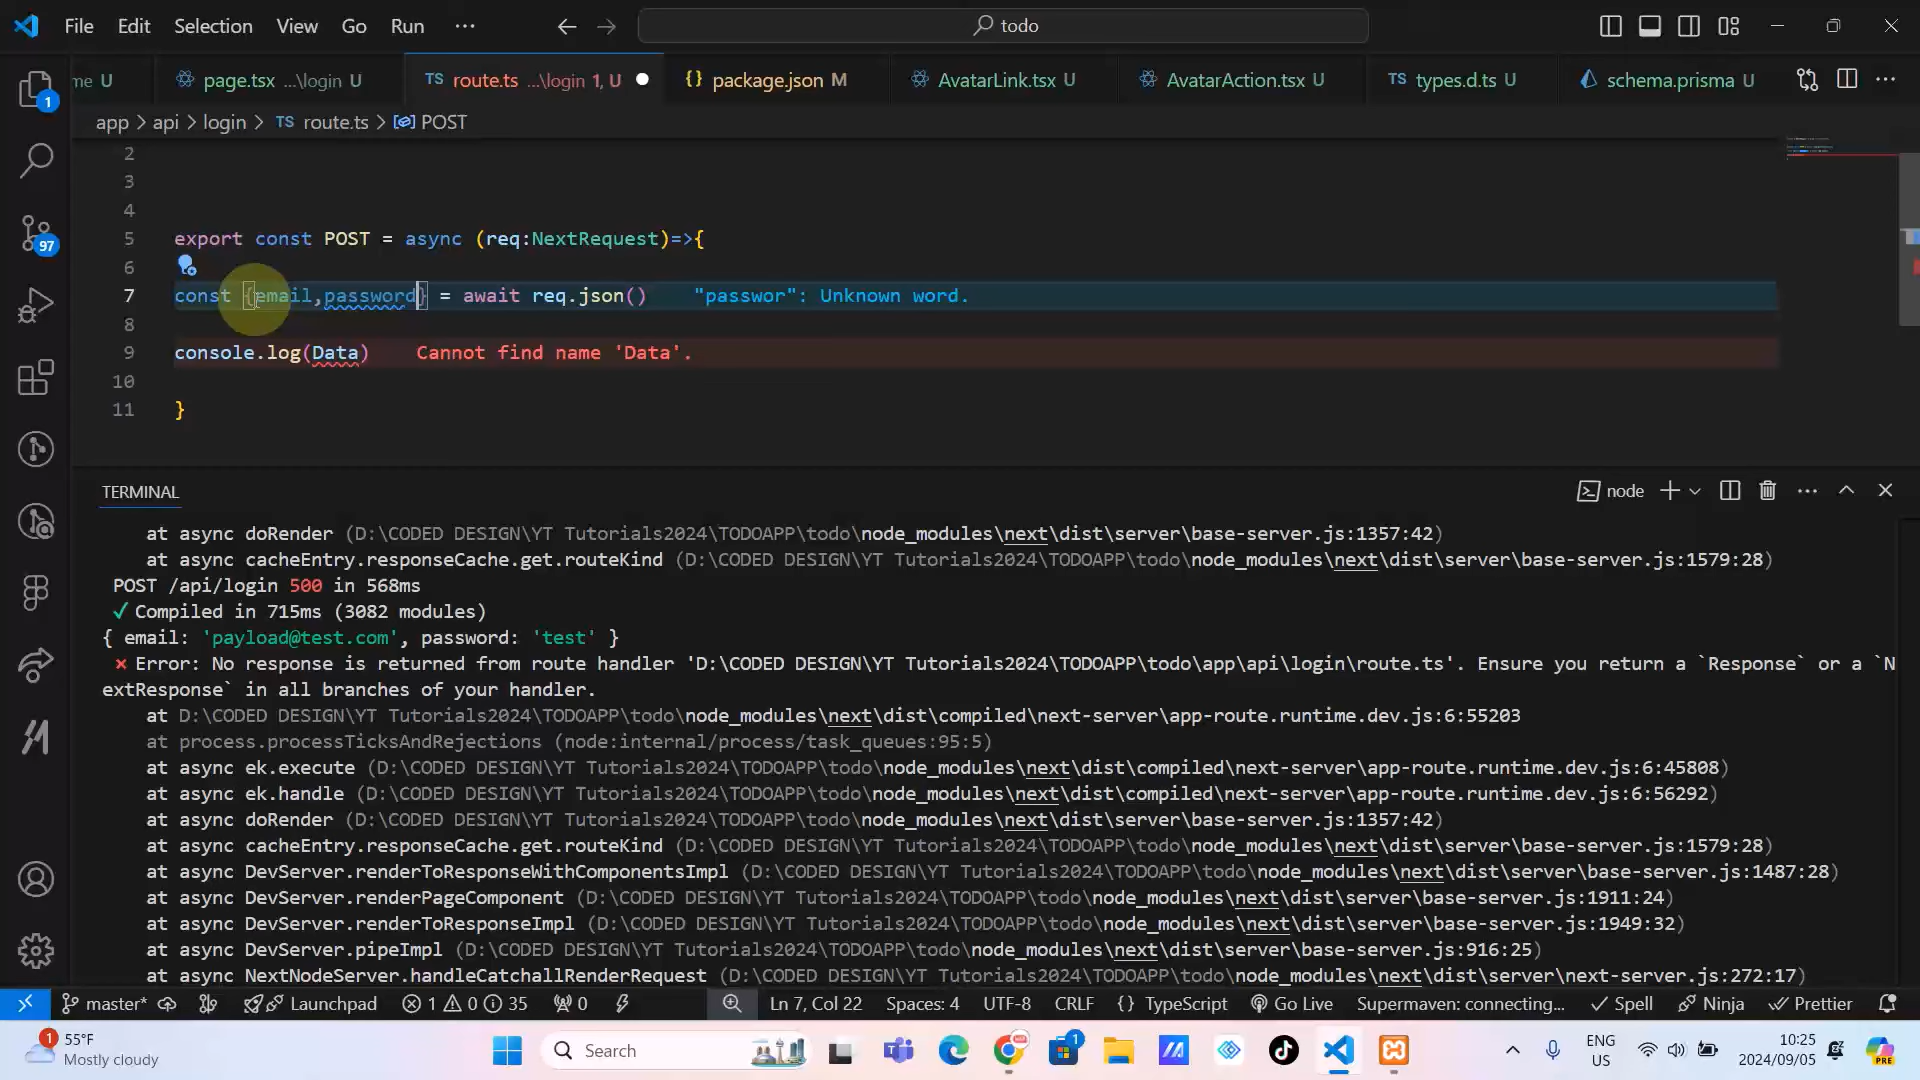 File Edit Selection View Go Run ··· todo
me U page.tsx ...\login U TS route.ts ...\login 1, U {} package.json M AvatarLink.tsx U AvatarAction.tsx U TS types.d.ts U schema.prisma U ···
app > api > login > TS route.ts > POST
2
3
4
5 export const POST = async (req:NextRequest)=>{
6
7 const {email,password} = await req.json() "passwor": Unknown word.
8
9 console.log(Data) Cannot find name 'Data'.
10
11 }
TERMINAL node
at async doRender (D:\CODED DESIGN\YT Tutorials2024\TODOAPP\todo\node_modules\next\dist\server\base-server.js:1357:42)
at async cacheEntry.responseCache.get.routeKind (D:\CODED DESIGN\YT Tutorials2024\TODOAPP\todo\node_modules\next\dist\server\base-server.js:1579:28)
POST /api/login 500 in 568ms
✓ Compiled in 715ms (3082 modules)
{ email: 'payload@test.com', password: 'test' }
⨯ Error: No response is returned from route handler 'D:\CODED DESIGN\YT Tutorials2024\TODOAPP\todo\app\api\login\route.ts'. Ensure you return a `Response` or a `N
extResponse` in all branches of your handler.
at D:\CODED DESIGN\YT Tutorials2024\TODOAPP\todo\node_modules\next\dist\compiled\next-server\app-route.runtime.dev.js:6:55203
at process.processTicksAndRejections (node:internal/process/task_queues:95:5)
at async ek.execute (D:\CODED DESIGN\YT Tutorials2024\TODOAPP\todo\node_modules\next\dist\compiled\next-server\app-route.runtime.dev.js:6:45808)
at async ek.handle (D:\CODED DESIGN\YT Tutorials2024\TODOAPP\todo\node_modules\next\dist\compiled\next-server\app-route.runtime.dev.js:6:56292)
at async doRender (D:\CODED DESIGN\YT Tutorials2024\TODOAPP\todo\node_modules\next\dist\server\base-server.js:1357:42)
at async cacheEntry.responseCache.get.routeKind (D:\CODED DESIGN\YT Tutorials2024\TODOAPP\todo\node_modules\next\dist\server\base-server.js:1579:28)
at async DevServer.renderToResponseWithComponentsImpl (D:\CODED DESIGN\YT Tutorials2024\TODOAPP\todo\node_modules\next\dist\server\base-server.js:1487:28)
at async DevServer.renderPageComponent (D:\CODED DESIGN\YT Tutorials2024\TODOAPP\todo\node_modules\next\dist\server\base-server.js:1911:24)
at async DevServer.renderToResponseImpl (D:\CODED DESIGN\YT Tutorials2024\TODOAPP\todo\node_modules\next\dist\server\base-server.js:1949:32)
at async DevServer.pipeImpl (D:\CODED DESIGN\YT Tutorials2024\TODOAPP\todo\node_modules\next\dist\server\base-server.js:916:25)
at async NextNodeServer.handleCatchallRenderRequest (D:\CODED DESIGN\YT Tutorials2024\TODOAPP\todo\node_modules\next\dist\server\next-server.js:272:17)
1
97
master* Launchpad 1 0 35 0 Ln 7, Col 22 Spaces: 4 UTF-8 CRLF {} TypeScript Go Live Supermaven: connecting... Spell Ninja Prettier
1 55°F
Mostly cloudy
Search
1
ENG
US
10:25
2024/09/05
PRE